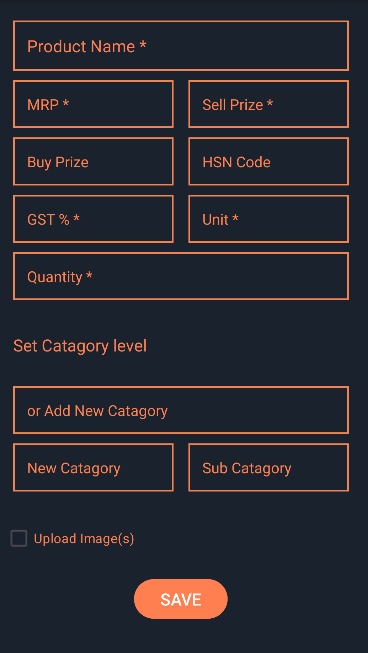 Product Name *
MRP *
Sell Prize *
Buy Prize
HSN Code
GST % *
Unit *
Quantity *
Set Catagory level
or Add New Catagory
New Catagory
Sub Catagory
Upload Image(s)
SAVE